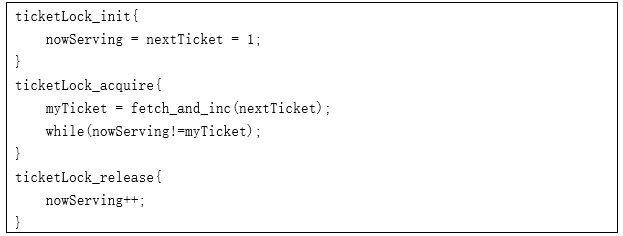 ticketLock_init{
    nowServing = nextTicket = 1;
}
ticketLock_acquire{
    myTicket = fetch_and_inc(nextTicket);
    while(nowServing!=myTicket);
}
ticketLock_release{
    nowServing++;
}